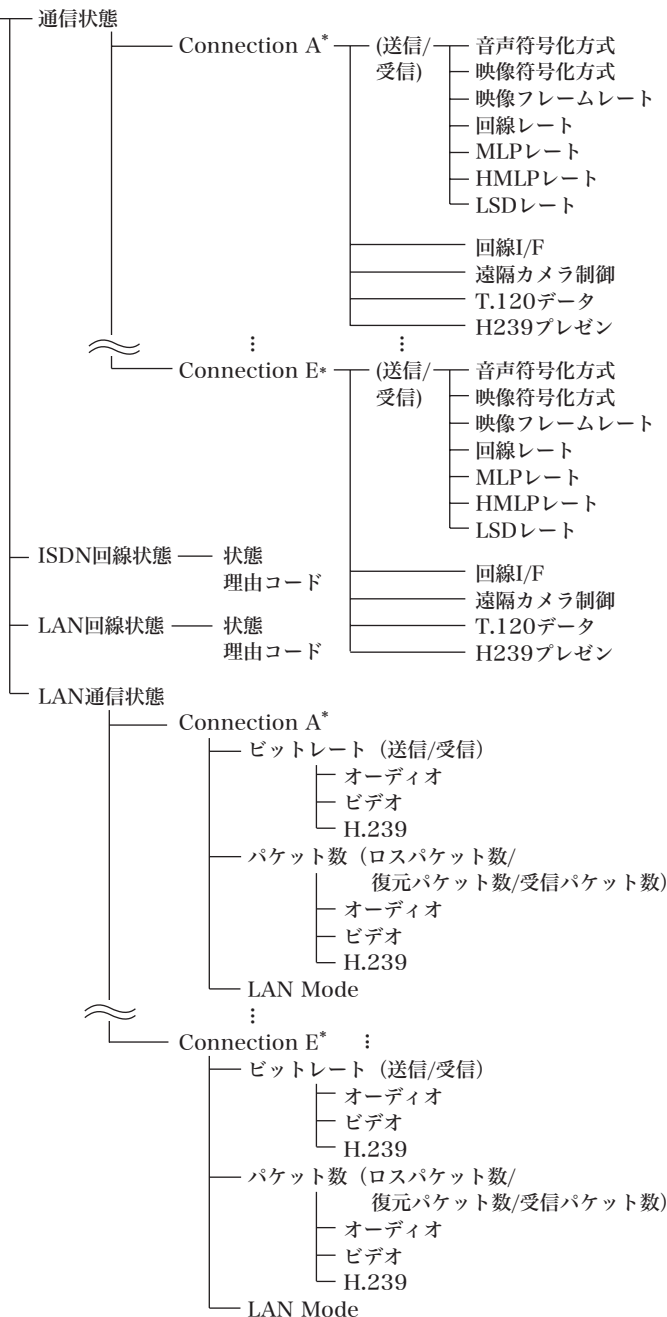 通信状態
Connection A* (送信/ 音声符号化方式
受信) 映像符号化方式
映像フレームレート
回線レート
MLPレート
HMLPレート
LSDレート
回線I/F
遠隔カメラ制御
T.120データ
H239プレゼン
⋮ ⋮
Connection E* (送信/ 音声符号化方式
受信) 映像符号化方式
映像フレームレート
回線レート
MLPレート
HMLPレート
LSDレート
ISDN回線状態 状態
理由コード
回線I/F
遠隔カメラ制御
LAN回線状態 状態 T.120データ
理由コード H239プレゼン
LAN通信状態
Connection A*
ビットレート（送信/受信）
オーディオ
ビデオ
H.239
パケット数（ロスパケット数/
復元パケット数/受信パケット数）
オーディオ
ビデオ
H.239
LAN Mode
⋮
Connection E* ⋮
ビットレート（送信/受信）
オーディオ
ビデオ
H.239
パケット数（ロスパケット数/
復元パケット数/受信パケット数）
オーディオ
ビデオ
H.239
LAN Mode